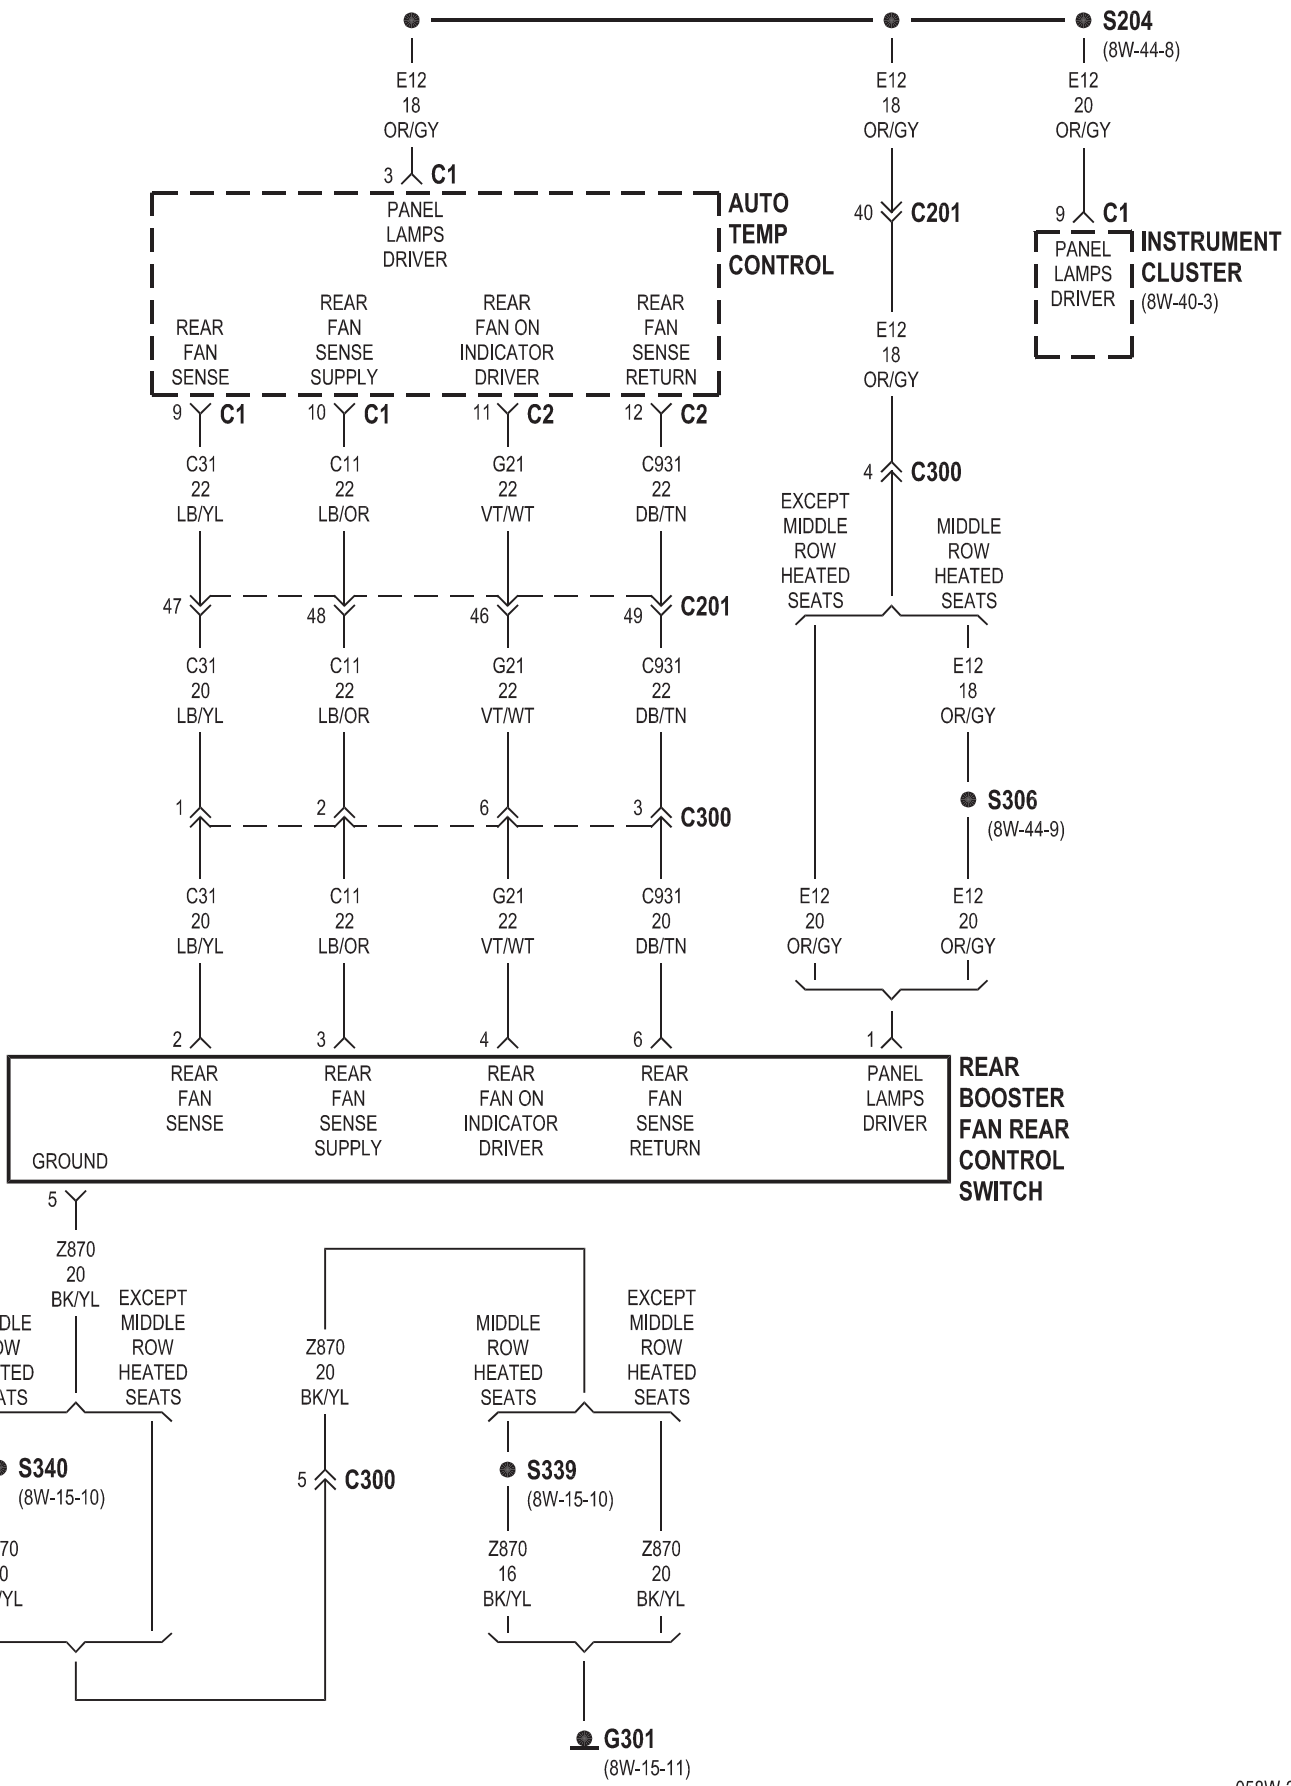 S204
(8W-44-8)
E12
18
OR/GY
E12
18
OR/GY
E12
20
OR/GY
3 C1
PANEL
LAMPS
DRIVER
AUTO
TEMP
CONTROL
40 C201
9 C1
PANEL
LAMPS
DRIVER
INSTRUMENT
CLUSTER
(8W-40-3)
REAR
FAN
SENSE
REAR
FAN
SENSE
SUPPLY
REAR
FAN ON
INDICATOR
DRIVER
REAR
FAN
SENSE
RETURN
E12
18
OR/GY
9 C1
10 C1
11 C2
12 C2
C31
22
LB/YL
C11
22
LB/OR
G21
22
VT/WT
C931
22
DB/TN
4 C300
EXCEPT
MIDDLE
ROW
HEATED
SEATS
MIDDLE
ROW
HEATED
SEATS
47
48
46
49
C201
C31
20
LB/YL
C11
22
LB/OR
G21
22
VT/WT
C931
22
DB/TN
E12
18
OR/GY
S306
(8W-44-9)
1
2
6
3
C300
C31
20
LB/YL
C11
22
LB/OR
G21
22
VT/WT
C931
20
DB/TN
E12
20
OR/GY
E12
20
OR/GY
2
3
4
6
1
REAR
FAN
SENSE
REAR
FAN
SENSE
SUPPLY
REAR
FAN ON
INDICATOR
DRIVER
REAR
FAN
SENSE
RETURN
PANEL
LAMPS
DRIVER
REAR
BOOSTER
FAN REAR
CONTROL
SWITCH
GROUND
5
Z870
20
BK/YL
DLE
OW
TED
ATS
EXCEPT
MIDDLE
ROW
HEATED
SEATS
Z870
20
BK/YL
MIDDLE
ROW
HEATED
SEATS
EXCEPT
MIDDLE
ROW
HEATED
SEATS
S340
(8W-15-10)
5 C300
S339
(8W-15-10)
70
0
/YL
Z870
16
BK/YL
Z870
20
BK/YL
G301
(8W-15-11)